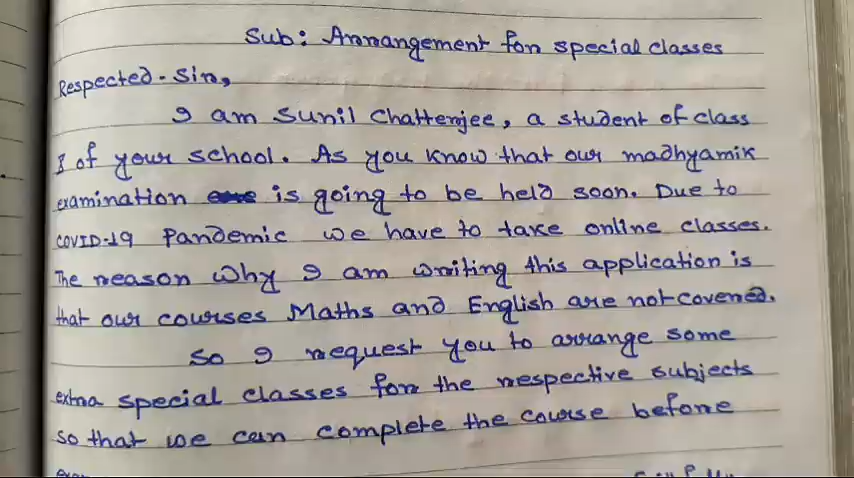 Sub: Arrangement for special classes
Respected Sir,
I am Sunil Chatterjee, a student of class
X of your school. As you know that our madhyamik
examination is going to be held soon. Due to
COVID-19 Pandemic we have to take online classes.
The reason why I am writing this application is
that our courses Maths and English are not covered.
So I request you to arrange some
extra special classes for the respective subjects
so that we can complete the course before